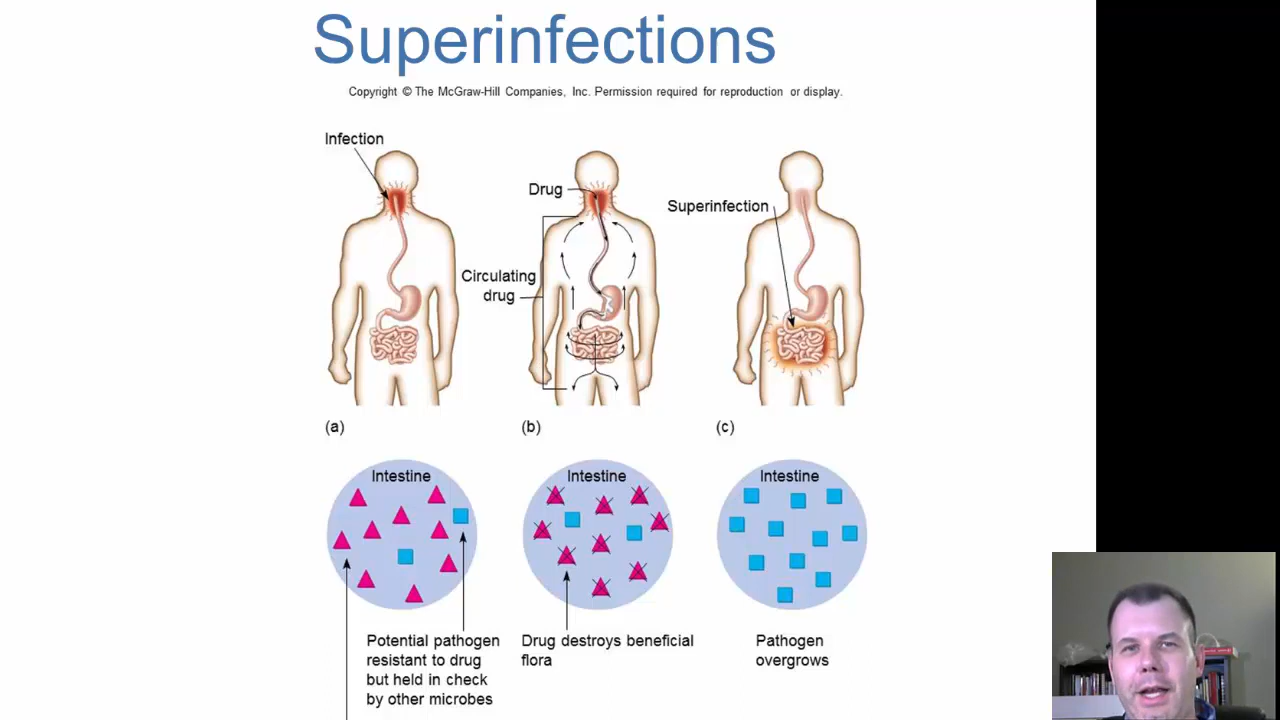 Superinfections
Copyright © The McGraw-Hill Companies, Inc. Permission required for reproduction or display.
Infection
Drug
Circulating
drug
Superinfection
(a)
(b)
(c)
Intestine
Intestine
Intestine
Potential pathogen
resistant to drug
but held in check
by other microbes
Drug destroys beneficial
flora
Pathogen
overgrows